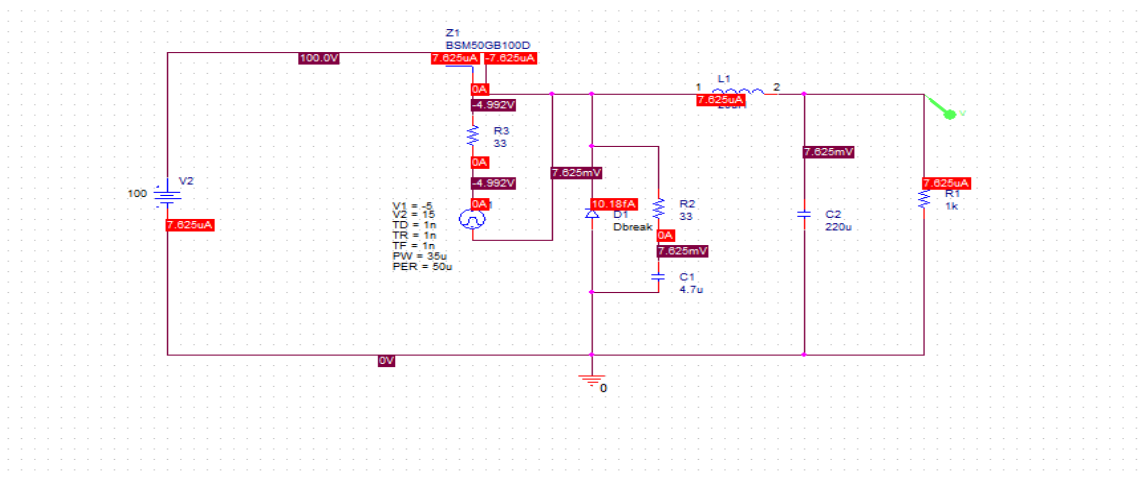 Z1
BSM50GB100D
100.0V
7.625uA
-7.625uA
0A
-4.992V
R3
33
0A
-4.992V
0A
V1 = -5
V2 = 15
TD = 1n
TR = 1n
TF = 1n
PW = 35u
PER = 50u
100
V2
7.625uA
L1
1
2
7.625uA
7.625mV
10.18fA
D1
Dbreak
R2
33
0A
7.625mV
C1
4.7u
7.625mV
C2
220u
V
7.625uA
R1
1k
0V
0